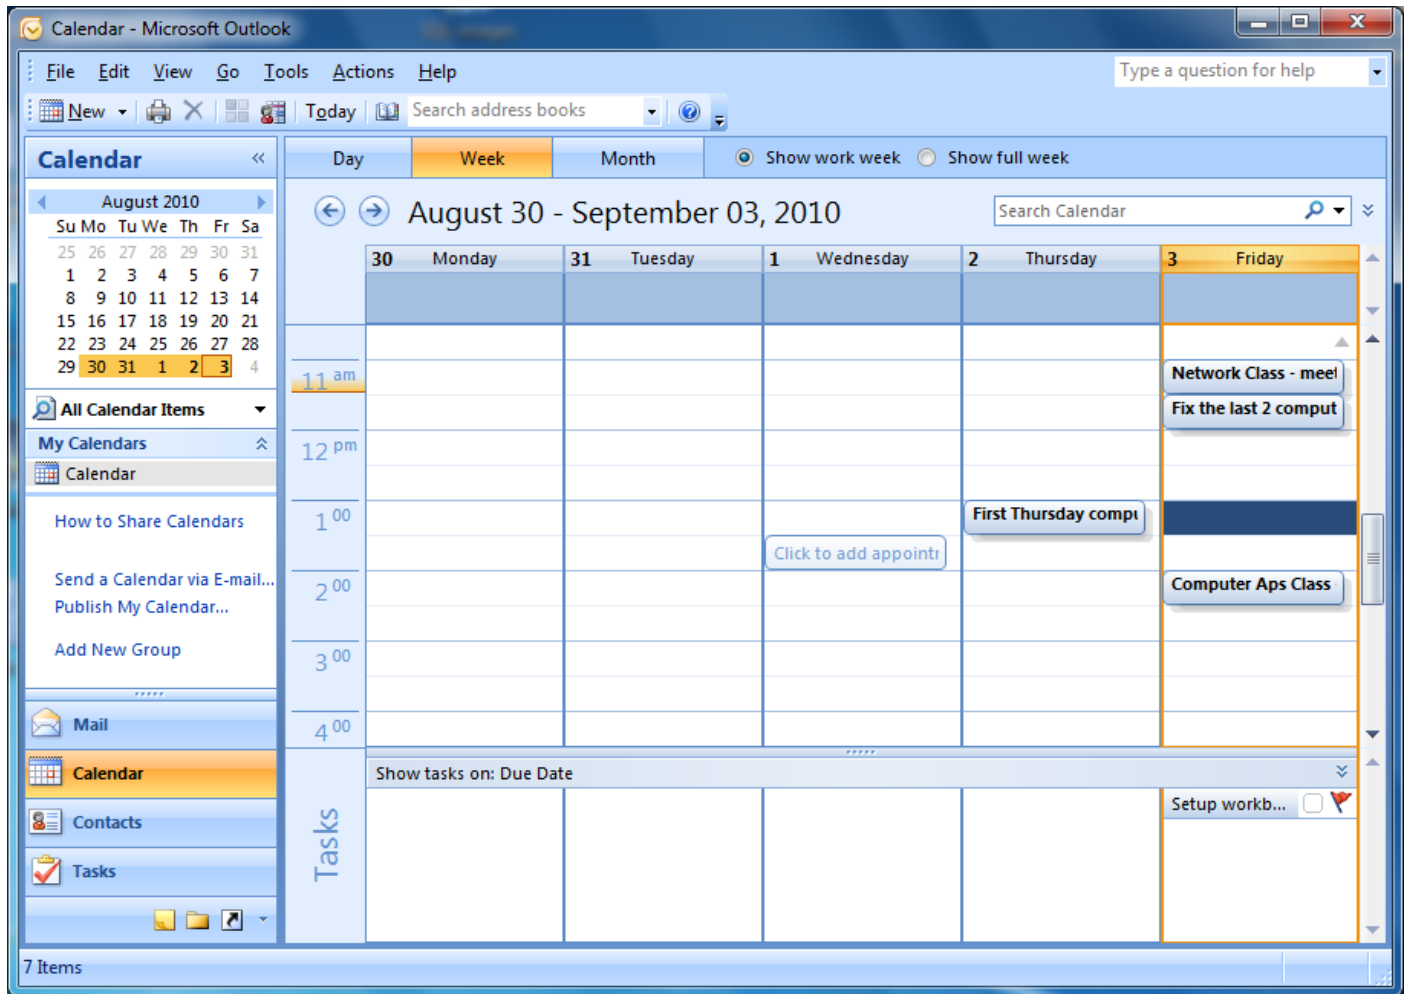 Calendar - Microsoft Outlook
File Edit View Go Tools Actions Help
Type a question for help
New Today Search address books
Calendar «
Day Week Month Show work week Show full week
August 2010
Su Mo Tu We Th Fr Sa
25 26 27 28 29 30 31
1 2 3 4 5 6 7
8 9 10 11 12 13 14
15 16 17 18 19 20 21
22 23 24 25 26 27 28
29 30 31 1 2 3 4
All Calendar Items
My Calendars
Calendar
How to Share Calendars
Send a Calendar via E-mail...
Publish My Calendar...
Add New Group
Mail
Calendar
Contacts
Tasks
August 30 - September 03, 2010
Search Calendar
30 Monday 31 Tuesday 1 Wednesday 2 Thursday 3 Friday
11 am
Network Class - meet
Fix the last 2 comput
12 pm
1 00
First Thursday compu
Click to add appointr
2 00
Computer Aps Class
3 00
4 00
Show tasks on: Due Date
Tasks
Setup workb...
7 Items